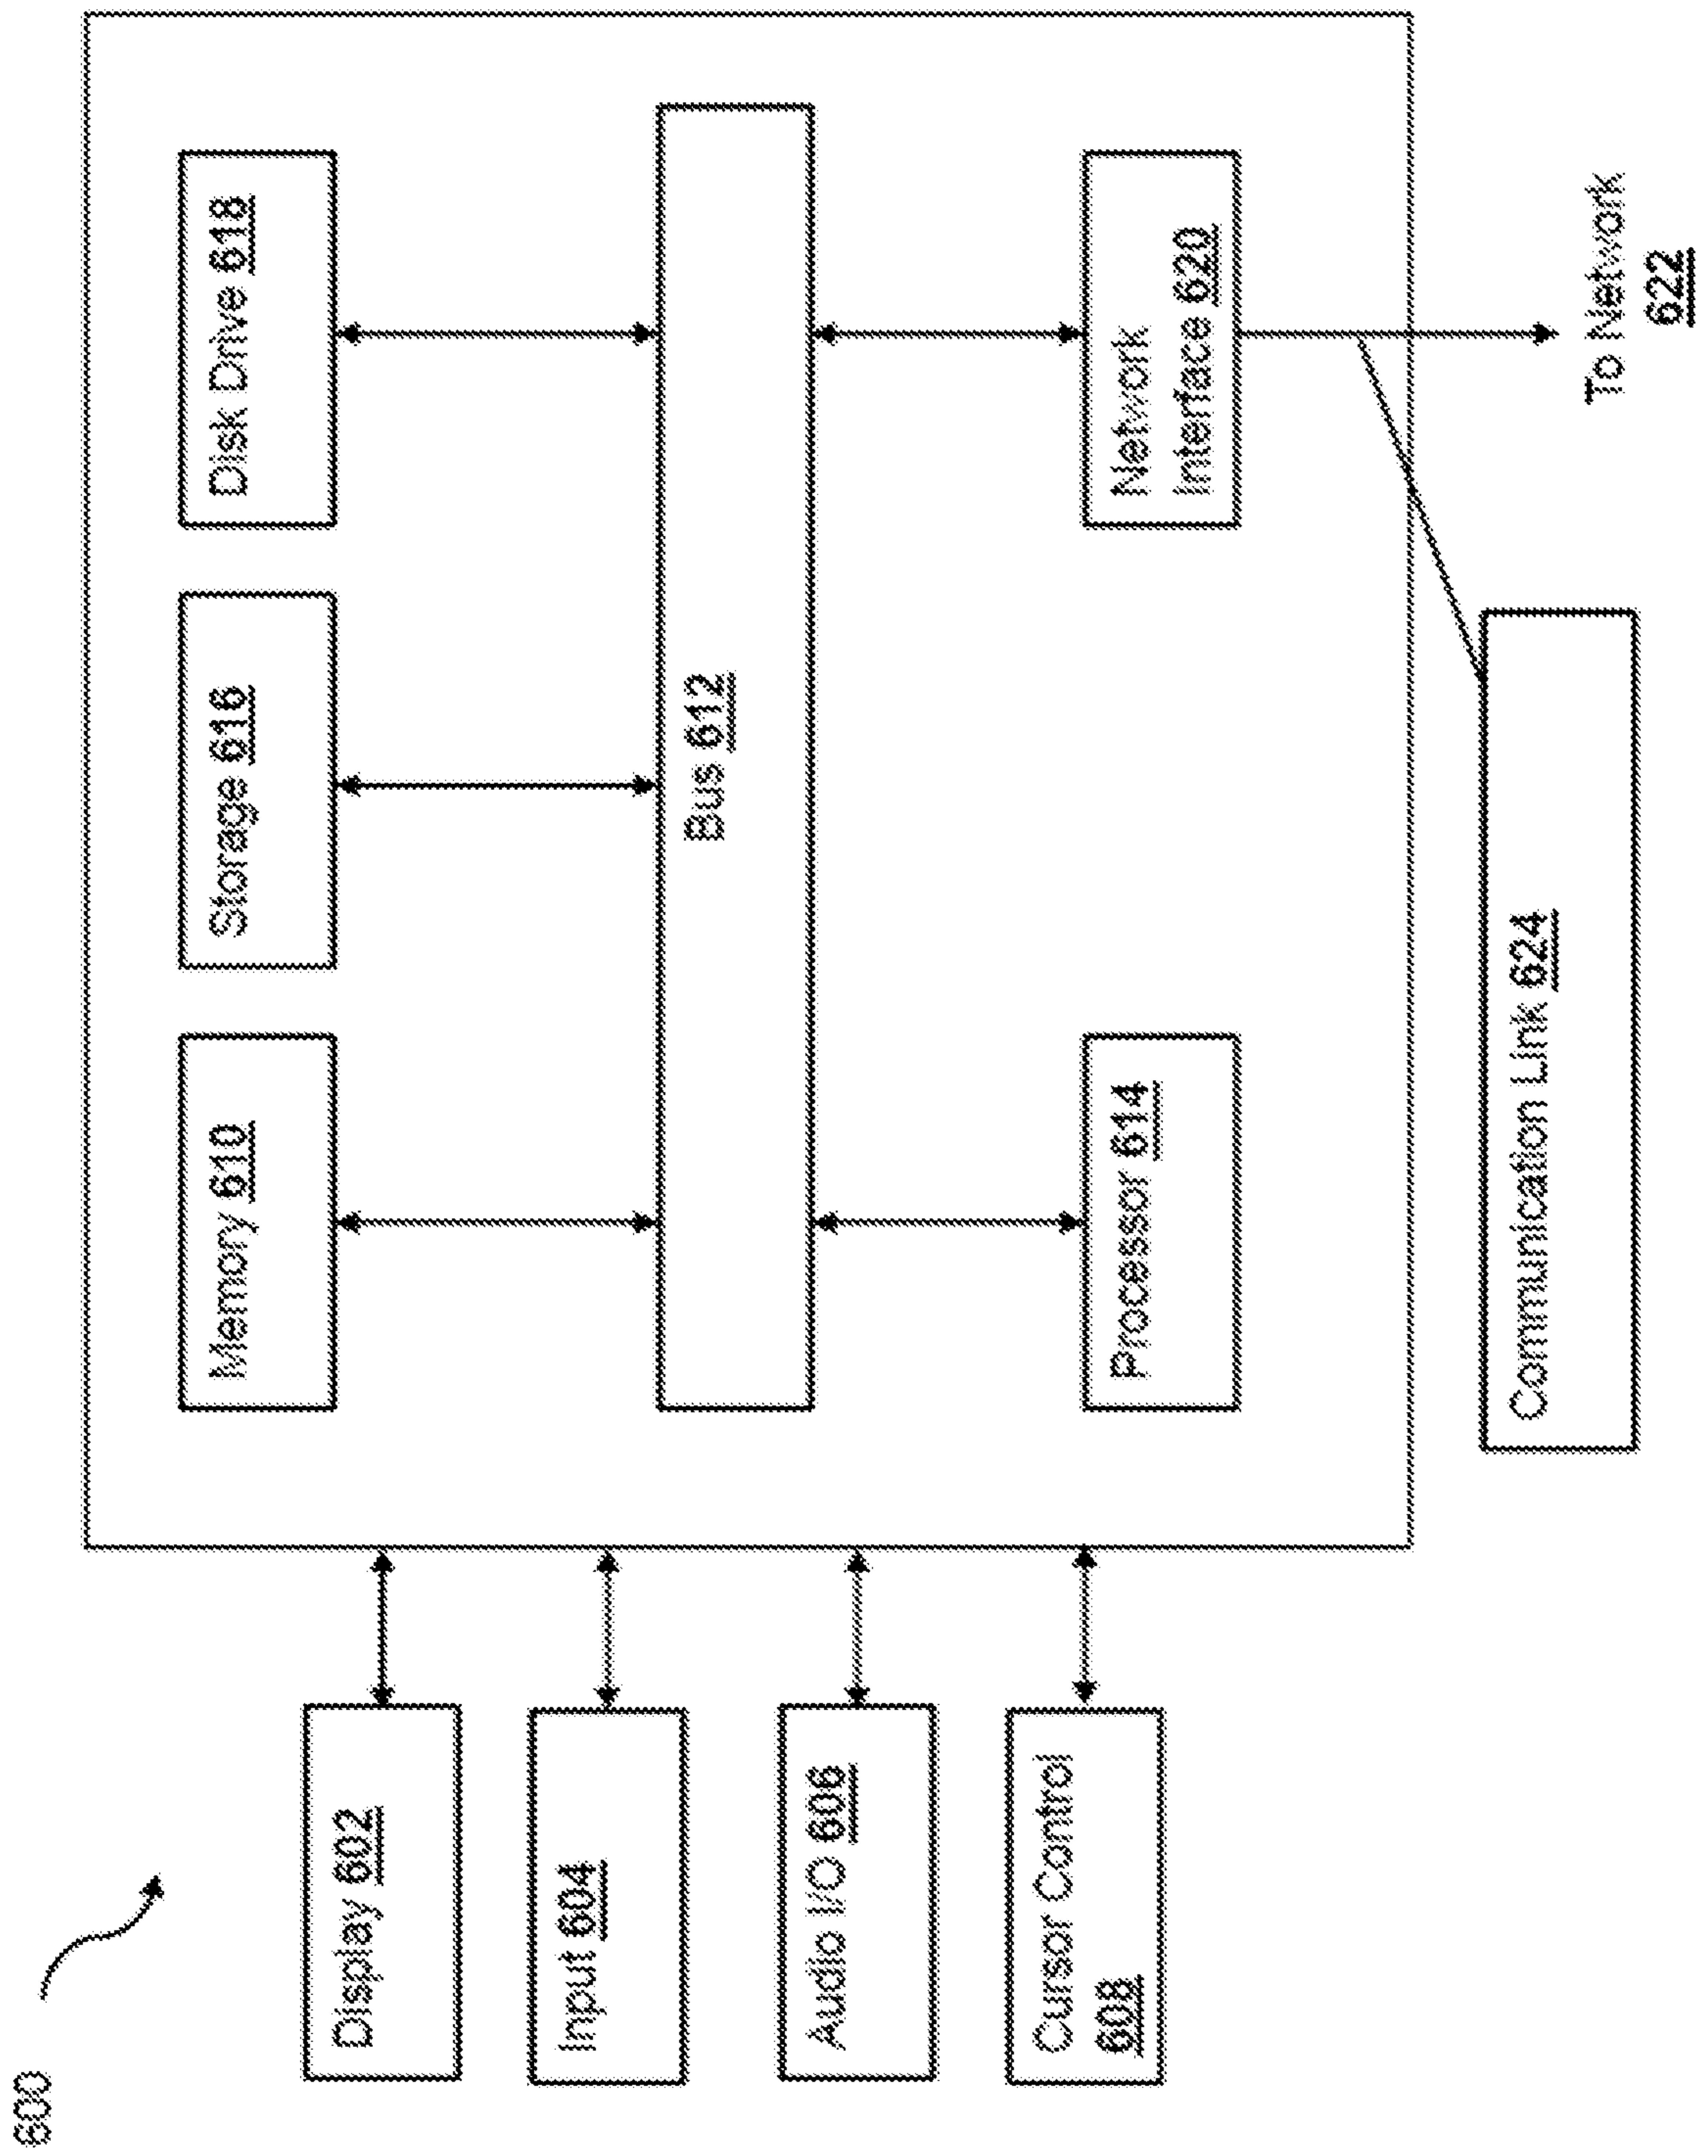 600
Display 602
Input 604
Audio I/O 606
Cursor Control
608
Memory 610
Storage 616
Disk Drive 618
Bus 612
Processor 614
Network
Interface 620
Communication Link 624
To Network
622